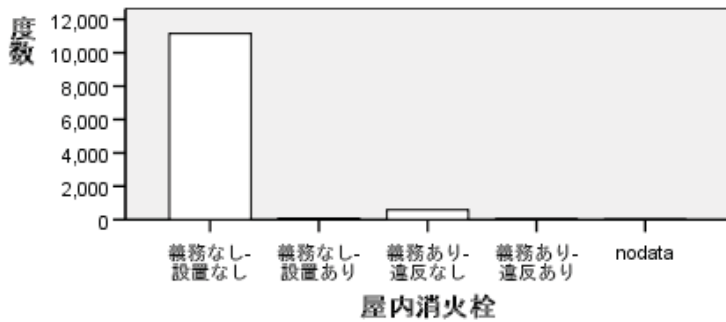 度数
12,000
10,000
8,000
6,000
4,000
2,000
0
義務なし-
設置なし
義務なし-
設置あり
義務あり-
違反なし
義務あり-
違反あり
nodata
屋内消火栓